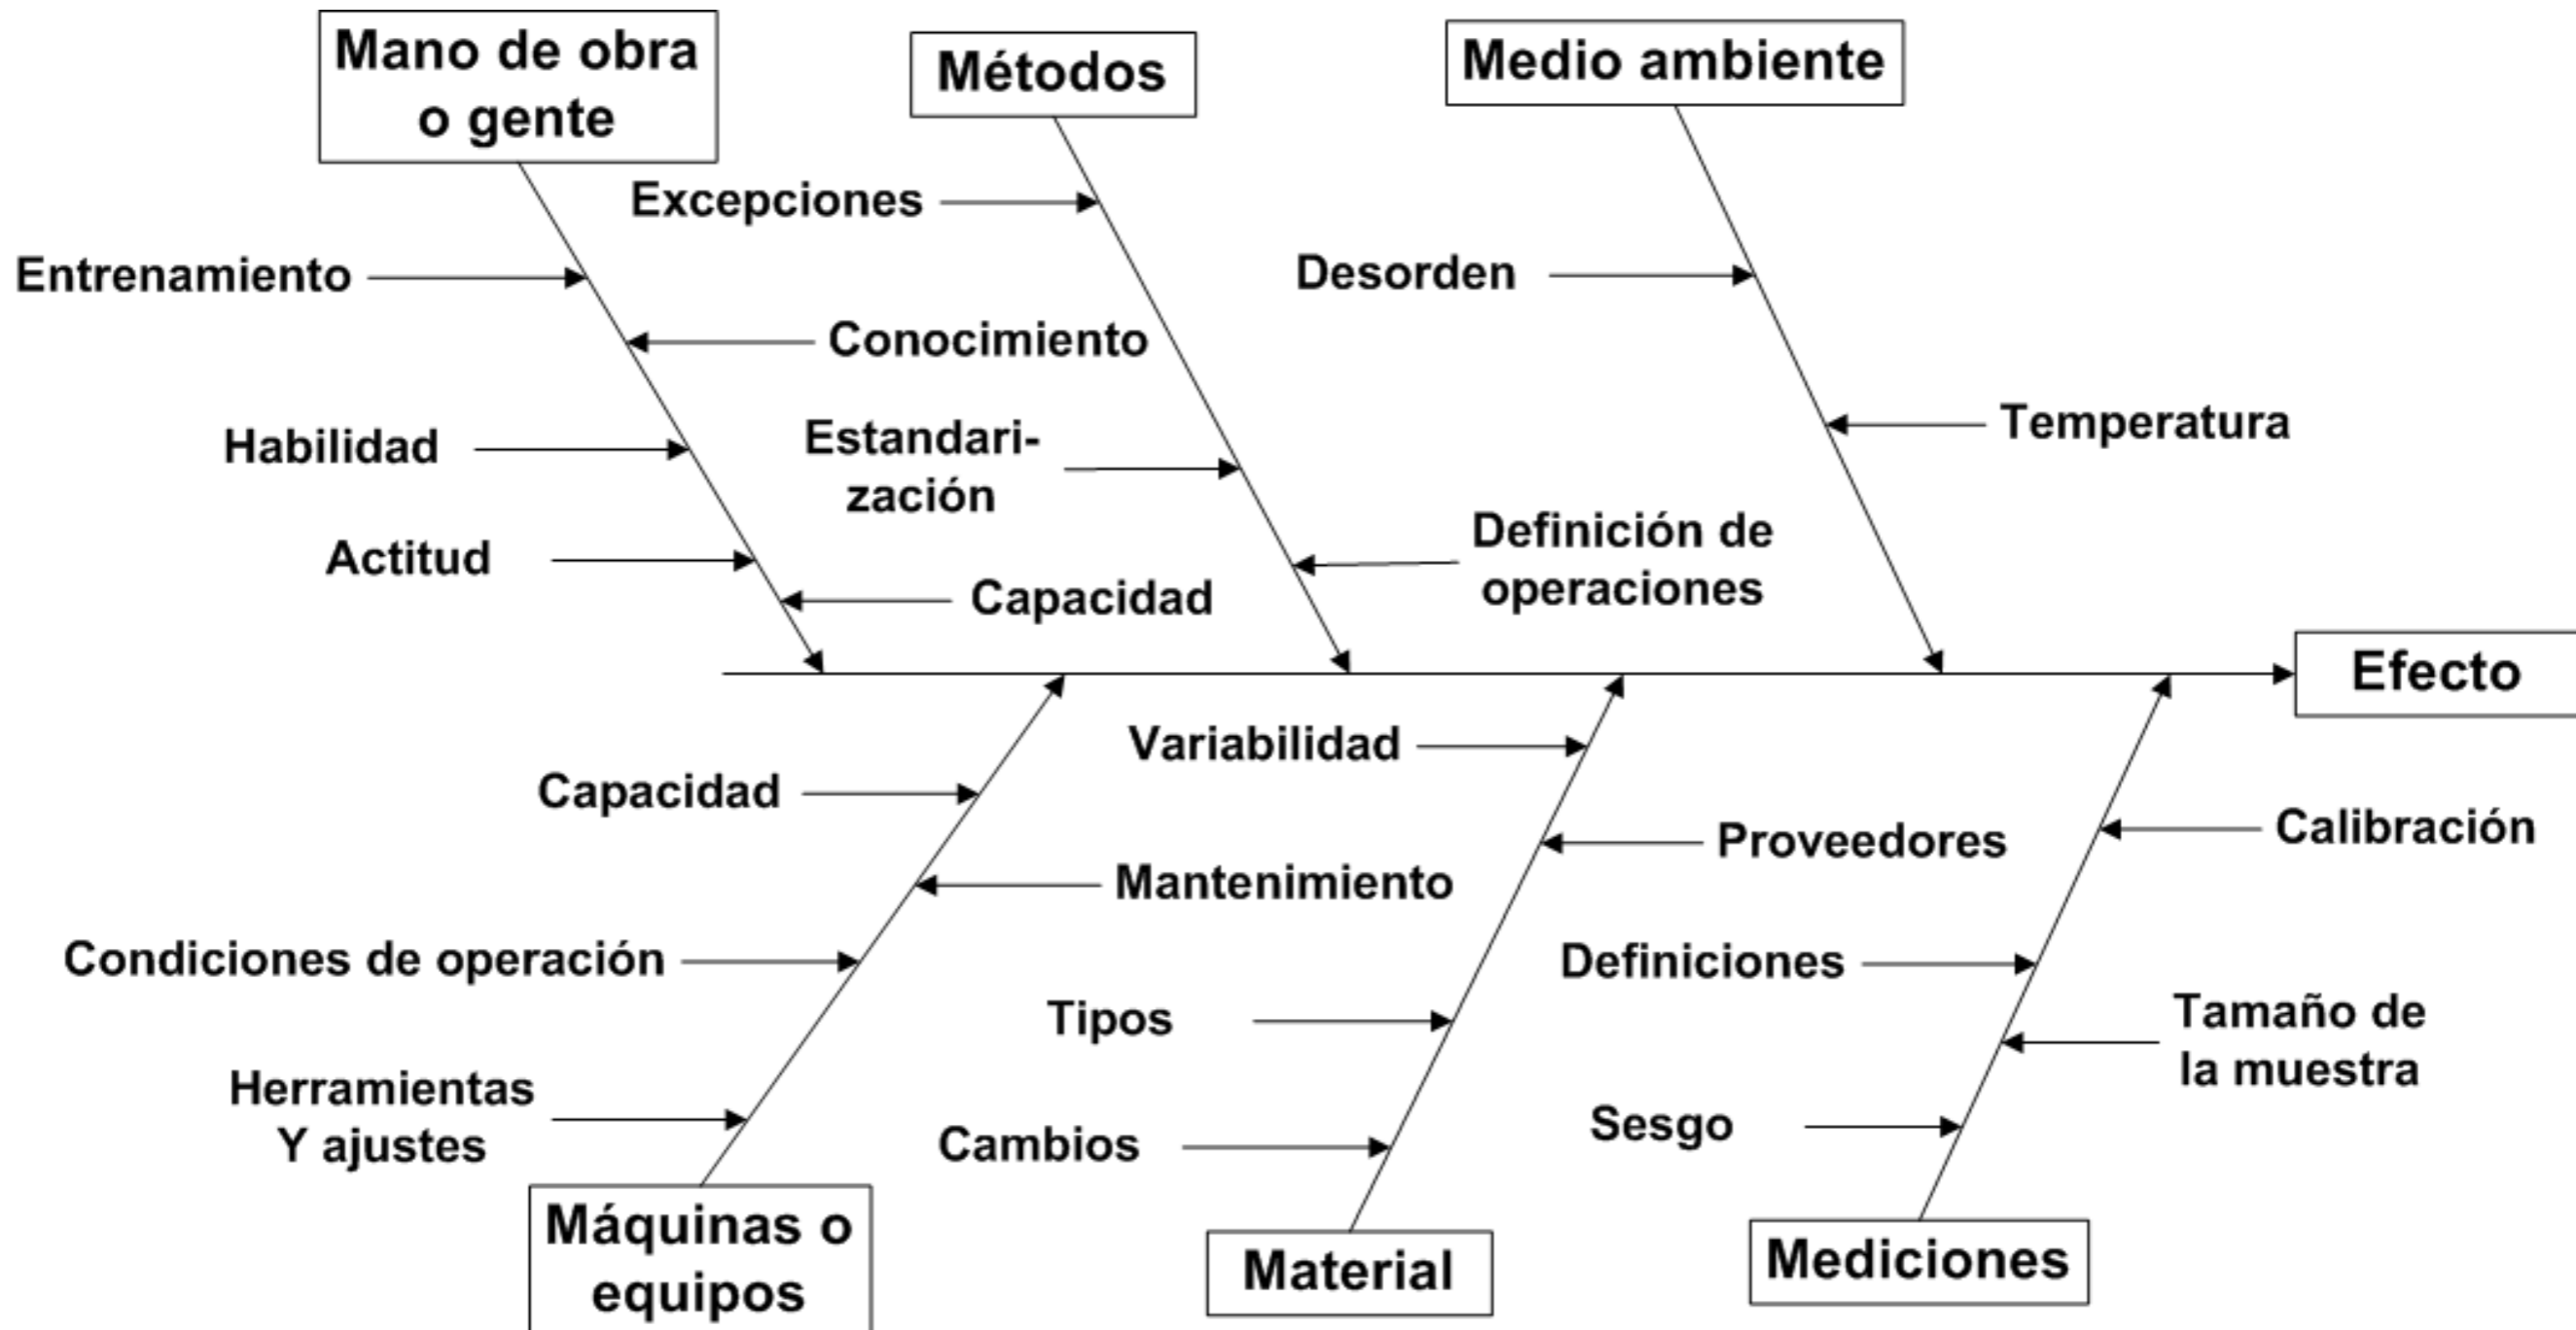 Mano de obra
o gente
Métodos
Medio ambiente
Excepciones
Entrenamiento
Desorden
Conocimiento
Habilidad
Estandari-
zación
Temperatura
Actitud
Definición de
operaciones
Capacidad
Efecto
Variabilidad
Capacidad
Proveedores
Calibración
Mantenimiento
Condiciones de operación
Definiciones
Tipos
Tamaño de
la muestra
Herramientas
Y ajustes
Cambios
Sesgo
Máquinas o
equipos
Material
Mediciones